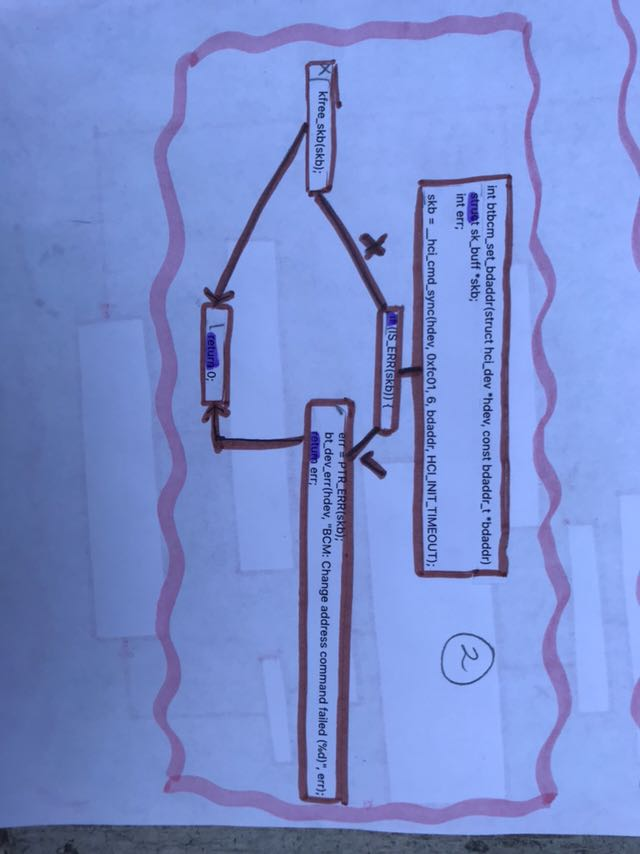 int btbcm_set_bdaddr(struct hci_dev *hdev, const bdaddr_t *bdaddr)
struct sk_buff *skb;
int err;
skb = __hci_cmd_sync(hdev, 0xfc01, 6, bdaddr, HCI_INIT_TIMEOUT);
2
if (IS_ERR(skb)) {
kfree_skb(skb);
err = PTR_ERR(skb);
bt_dev_err(hdev, "BCM: Change address command failed (%d)", err);
return err;
return 0;